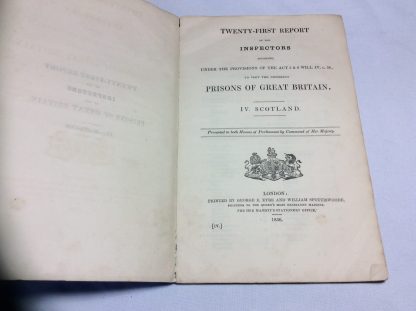 TWENTY-FIRST REPORT
OF THE
INSPECTORS
APPOINTED,
UNDER THE PROVISIONS OF THE ACT 5 & 6 WILL. IV. c. 38,
TO VISIT THE DIFFERENT
PRISONS OF GREAT BRITAIN.
IV. SCOTLAND.
Presented to both Houses of Parliament by Command of Her Majesty.
LONDON:
PRINTED BY GEORGE E. EYRE AND WILLIAM SPOTTISWOODE,
PRINTERS TO THE QUEEN'S MOST EXCELLENT MAJESTY.
FOR HER MAJESTY'S STATIONERY OFFICE.
[IV.]